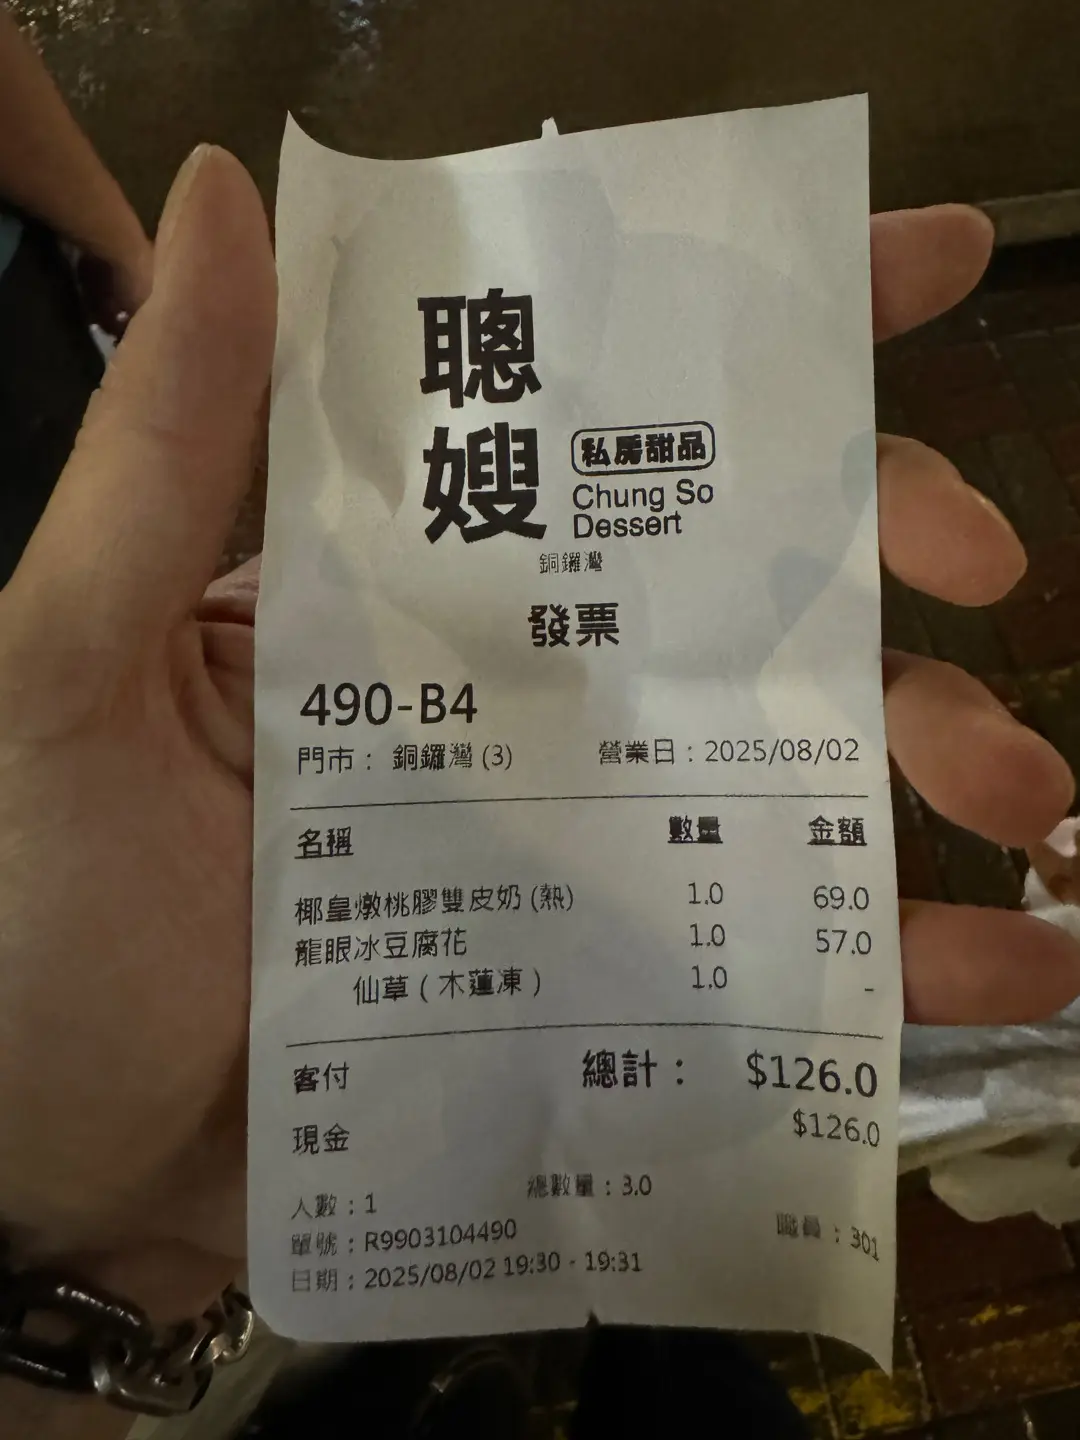 聰嫂
私房甜品
Chung So
Dessert
銅鑼灣
發票
490-B4
門市： 銅鑼灣 (3) 營業日：2025/08/02
名稱 數量 金額
椰皇燉桃膠雙皮奶 (熱) 1.0 69.0
龍眼冰豆腐花 1.0 57.0
仙草 ( 木蓮凍 ) 1.0 -
客付 總計： $126.0
現金 $126.0
人數：1 總數量：3.0
單號：R9903104490 職員：301
日期：2025/08/02 19:30 - 19:31